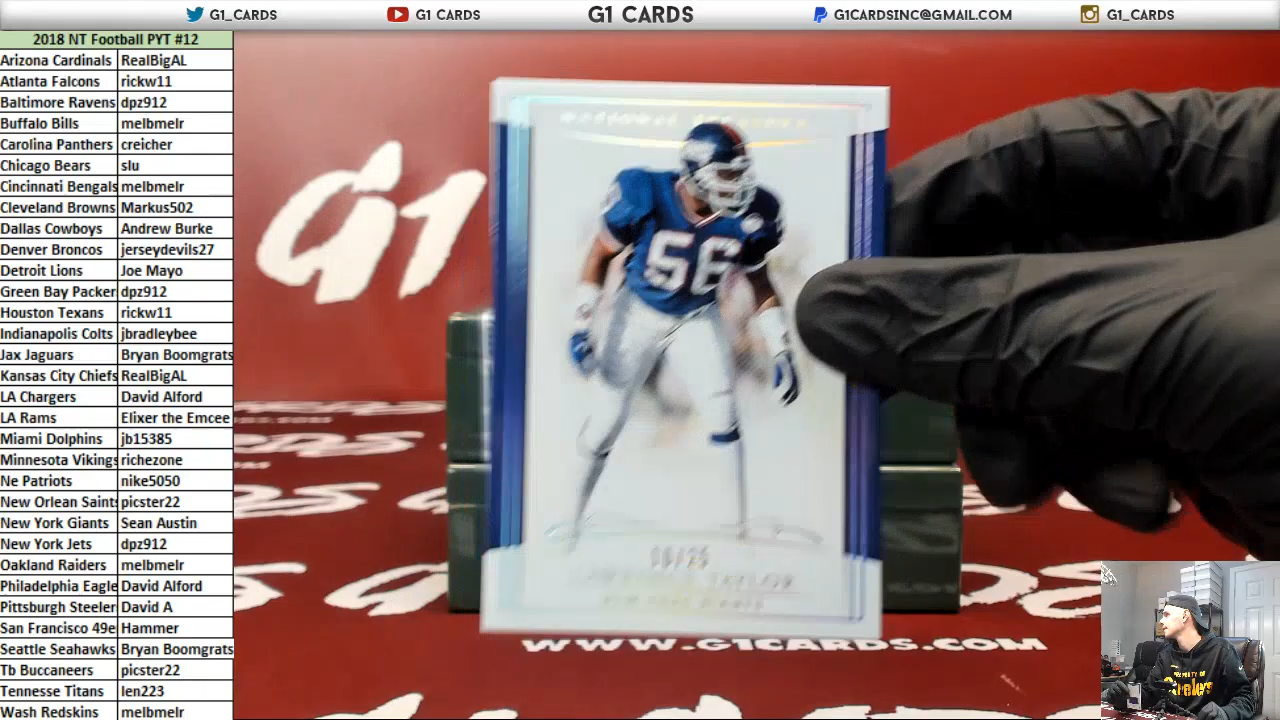 G1_CARDS
G1 CARDS
G1 CARDS
G1CARDSINC@GMAIL.COM
G1_CARDS
2018 NT Football PYT #12
Arizona Cardinals RealBigAL
Atlanta Falcons rickw11
Baltimore Ravens dpz912
Buffalo Bills melbmelr
Carolina Panthers creicher
Chicago Bears slu
Cincinnati Bengals melbmelr
Cleveland Browns Markus502
Dallas Cowboys Andrew Burke
Denver Broncos jerseydevils27
Detroit Lions Joe Mayo
Green Bay Packer dpz912
Houston Texans rickw11
Indianapolis Colts jbradleybee
Jax Jaguars Bryan Boomgrats
Kansas City Chiefs RealBigAL
LA Chargers David Alford
LA Rams Elixer the Emcee
Miami Dolphins jb15385
Minnesota Vikings richezone
Ne Patriots nike5050
New Orlean Saints picster22
New York Giants Sean Austin
New York Jets dpz912
Oakland Raiders melbmelr
Philadelphia Eagle David Alford
Pittsburgh Steeler David A
San Francisco 49e Hammer
Seattle Seahawks Bryan Boomgrats
Tb Buccaneers picster22
Tennesse Titans len223
Wash Redskins melbmelr
G1
56
TAYLOR
WWW.G1CARDS.COM
Steelers